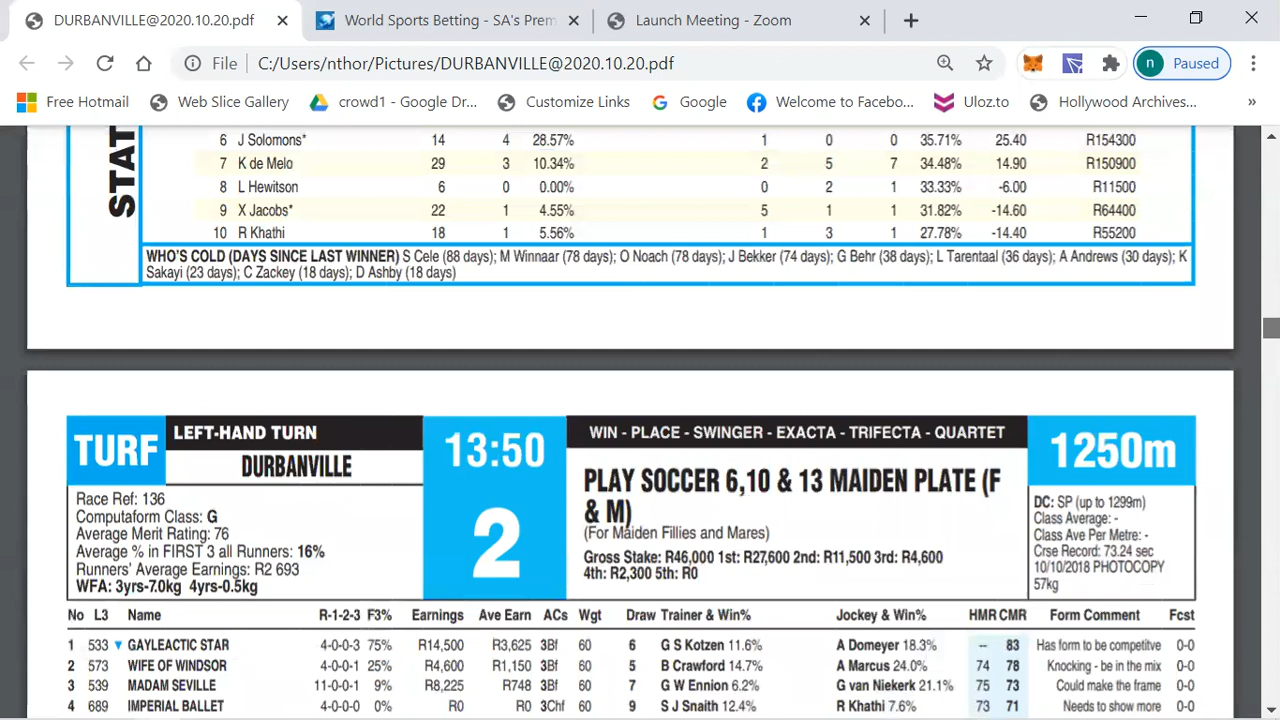 DURBANVILLE@2020.10.20.pdf
World Sports Betting - SA's Prem
Launch Meeting - Zoom
File C:/Users/nthor/Pictures/DURBANVILLE@2020.10.20.pdf
n Paused
Free Hotmail Web Slice Gallery crowd1 - Google Dr... Customize Links Google Welcome to Faceb... Uloz.to Hollywood Archives... »
STAT
6 J Solomons* 14 4 28.57% 1 0 0 35.71% 25.40 R154300
7 K de Melo 29 3 10.34% 2 5 7 34.48% 14.90 R150900
8 L Hewitson 6 0 0.00% 0 2 1 33.33% -6.00 R11500
9 X Jacobs* 22 1 4.55% 5 1 1 31.82% -14.60 R64400
10 R Khathi 18 1 5.56% 1 3 1 27.78% -14.40 R55200
WHO'S COLD (DAYS SINCE LAST WINNER) S Cele (88 days); M Winnaar (78 days); O Noach (78 days); J Bekker (74 days); G Behr (38 days); L Tarentaal (36 days); A Andrews (30 days); K
Sakayi (23 days); C Zackey (18 days); D Ashby (18 days)
TURF
LEFT-HAND TURN
DURBANVILLE
Race Ref: 136
Computaform Class: G
Average Merit Rating: 76
Average % in FIRST 3 all Runners: 16%
Runners' Average Earnings: R2 693
WFA: 3yrs-7.0kg 4yrs-0.5kg
13:50
2
WIN - PLACE - SWINGER - EXACTA - TRIFECTA - QUARTET
PLAY SOCCER 6,10 & 13 MAIDEN PLATE (F
& M)
(For Maiden Fillies and Mares)
Gross Stake: R46,000 1st: R27,600 2nd: R11,500 3rd: R4,600
4th: R2,300 5th: R0
1250m
DC: SP (up to 1299m)
Class Average: -
Class Ave Per Metre: -
Crse Record: 73.24 sec
10/10/2018 PHOTOCOPY
57kg
No L3 Name R-1-2-3 F3% Earnings Ave Earn ACs Wgt Draw Trainer & Win% Jockey & Win% HMR CMR Form Comment Fcst
1 533 GAYLEACTIC STAR 4-0-0-3 75% R14,500 R3,625 3Bf 60 6 G S Kotzen 11.6% A Domeyer 18.3% -- 83 Has form to be competitive 0-0
2 573 WIFE OF WINDSOR 4-0-0-1 25% R4,600 R1,150 3Bf 60 5 B Crawford 14.7% A Marcus 24.0% 74 78 Knocking - be in the mix 0-0
3 539 MADAM SEVILLE 11-0-0-1 9% R8,225 R748 3Bf 60 7 G W Ennion 6.2% G van Niekerk 21.1% 75 73 Could make the frame 0-0
4 689 IMPERIAL BALLET 4-0-0-0 0% R0 R0 3Chf 60 9 S J Snaith 12.4% R Khathi 7.6% 73 71 Needs to show more 0-0